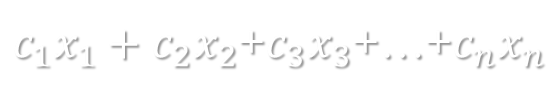 c₁x₁ + c₂x₂+c₃x₃+...+cₙxₙ